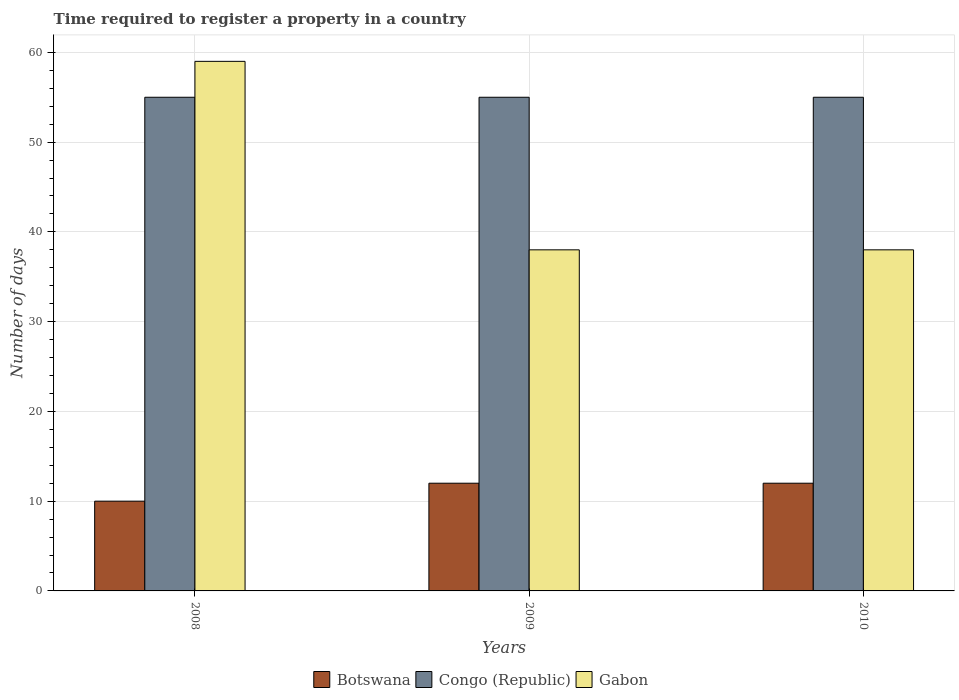 Time required to register a property in a country
Number of days
60
50
40
30
20
10
0
2008
2009
2010
Years
Botswana
Congo (Republic)
Gabon